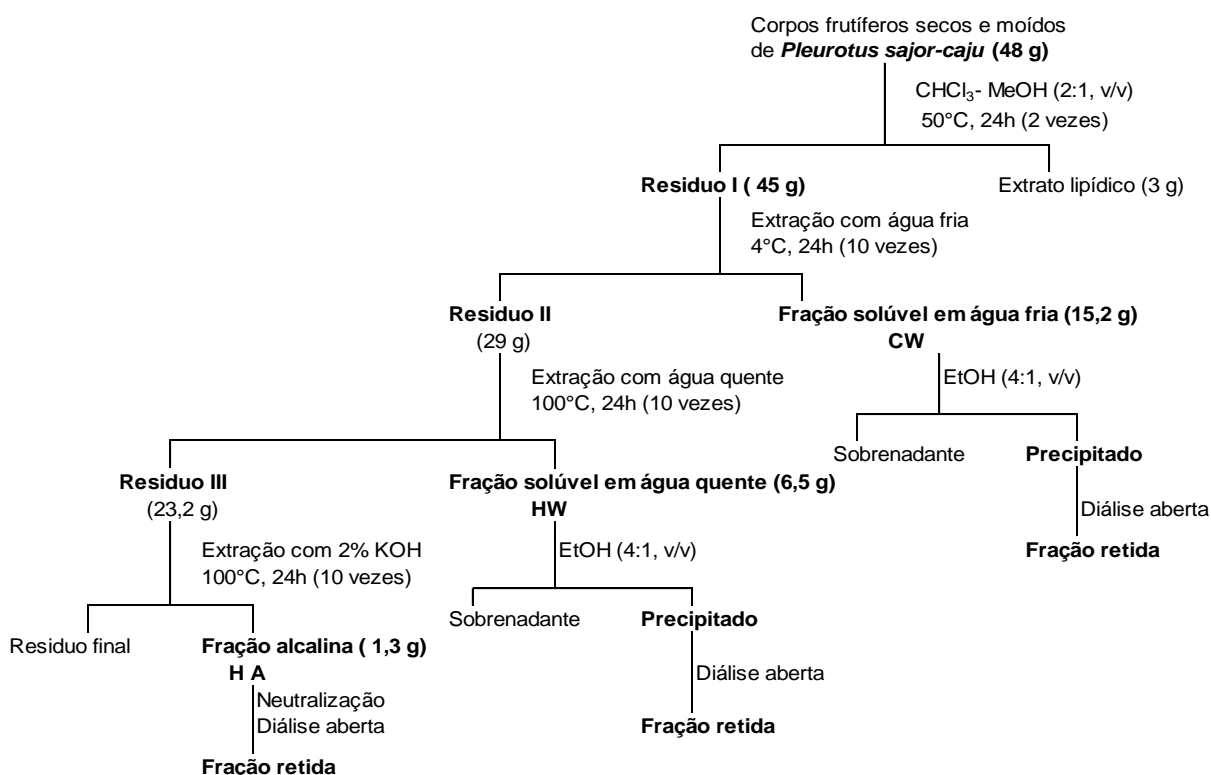 Corpos frutíferos secos e moídos
de Pleurotus sajor-caju (48 g)
CHCl₃- MeOH (2:1, v/v)
50°C, 24h (2 vezes)
Residuo I ( 45 g)
Extrato lipídico (3 g)
Extração com água fria
4°C, 24h (10 vezes)
Residuo II
(29 g)
Fração solúvel em água fria (15,2 g)
CW
Extração com água quente
100°C, 24h (10 vezes)
EtOH (4:1, v/v)
Sobrenadante
Precipitado
Residuo III
(23,2 g)
Fração solúvel em água quente (6,5 g)
HW
Diálise aberta
Fração retida
Extração com 2% KOH
100°C, 24h (10 vezes)
EtOH (4:1, v/v)
Sobrenadante
Precipitado
Residuo final
Fração alcalina ( 1,3 g)
H A
Diálise aberta
Neutralização
Diálise aberta
Fração retida
Fração retida